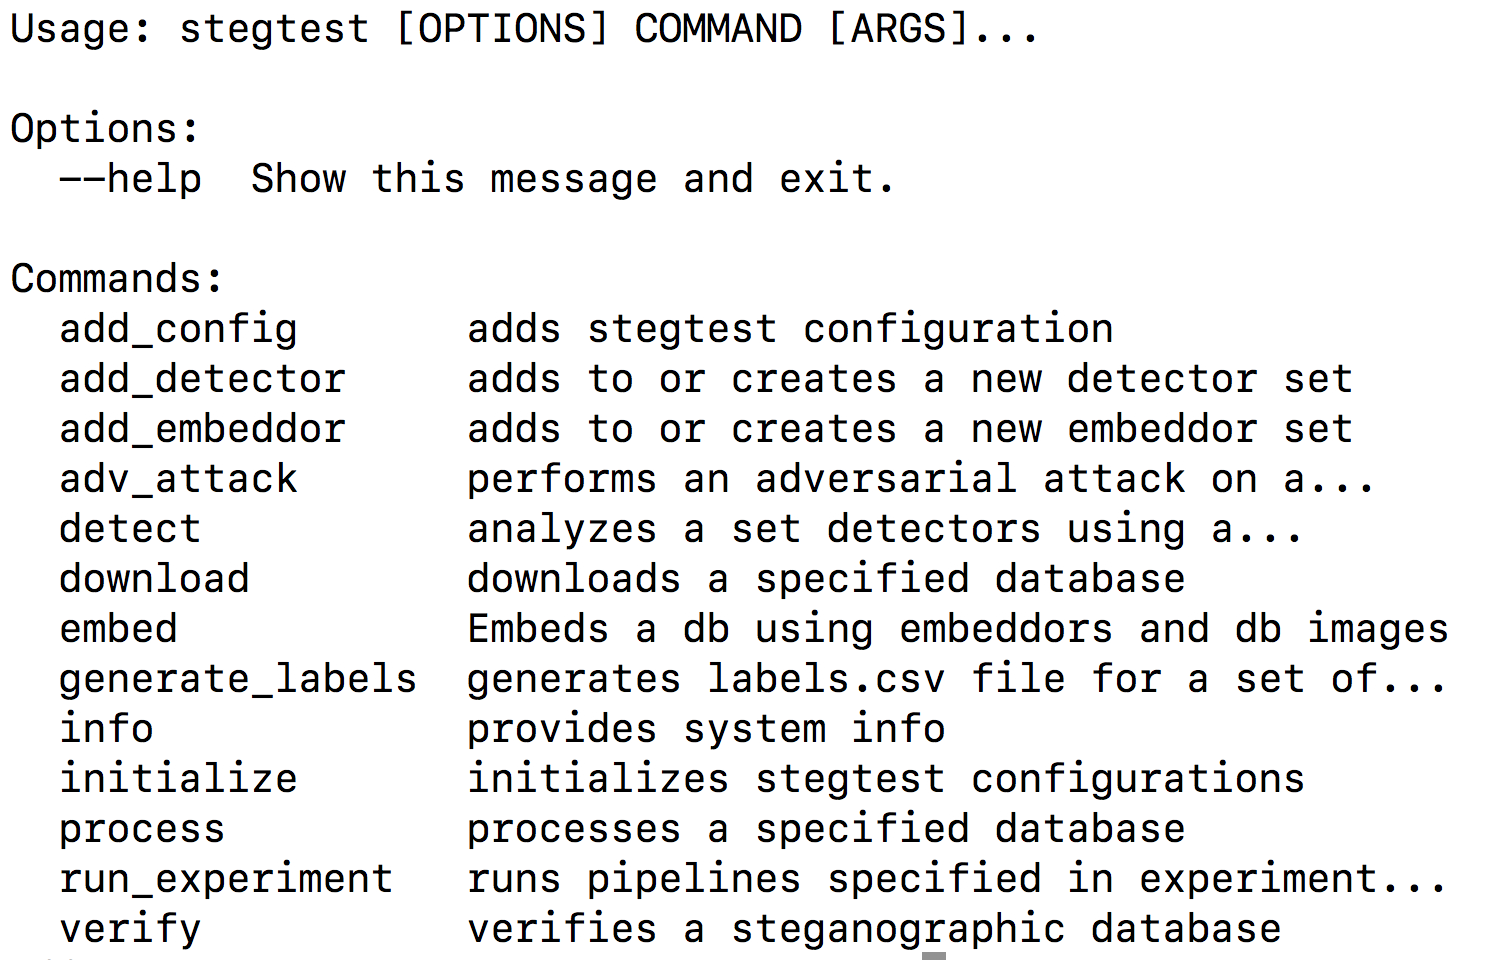 Usage: stegtest [OPTIONS] COMMAND [ARGS]...
Options:
--help  Show this message and exit.
Commands:
add_config  adds stegtest configuration
add_detector  adds to or creates a new detector set
add_embeddor  adds to or creates a new embeddor set
adv_attack  performs an adversarial attack on a...
detect  analyzes a set detectors using a...
download  downloads a specified database
embed  Embeds a db using embeddors and db images
generate_labels  generates labels.csv file for a set of...
info  provides system info
initialize  initializes stegtest configurations
process  processes a specified database
run_experiment  runs pipelines specified in experiment...
verify  verifies a steganographic database